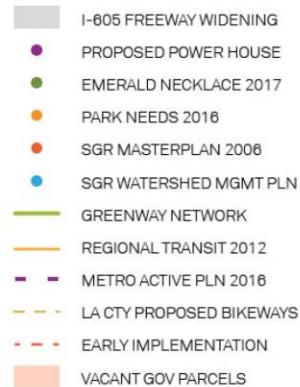 I-605 FREEWAY WIDENING
PROPOSED POWER HOUSE
EMERALD NECKLACE 2017
PARK NEEDS 2016
SGR MASTERPLAN 2006
SGR WATERSHED MGMT PLN
GREENWAY NETWORK
REGIONAL TRANSIT 2012
METRO ACTIVE PLN 2016
LA CTY PROPOSED BIKEWAYS
EARLY IMPLEMENTATION
VACANT GOV PARCELS